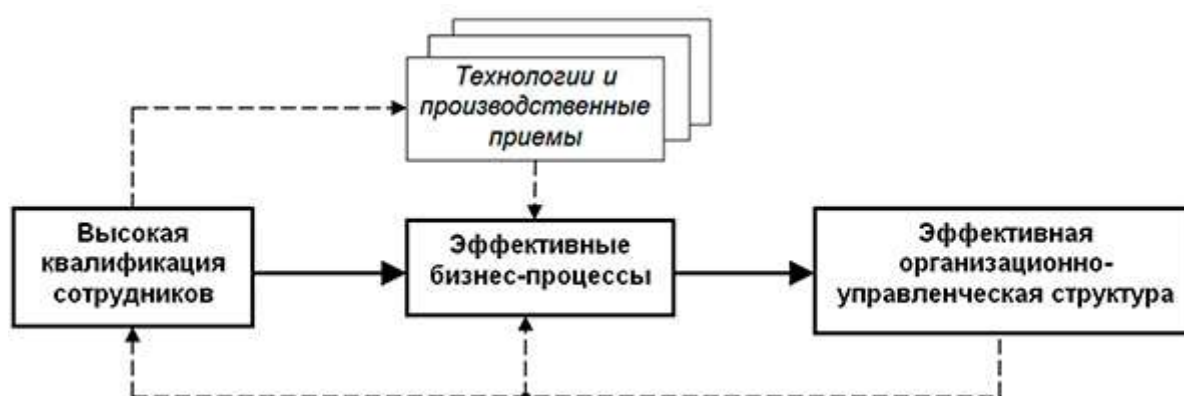 Технологии и
производственные
приемы
Высокая
квалификация
сотрудников
Эффективные
бизнес-процессы
Эффективная
организационно-
управленческая структура